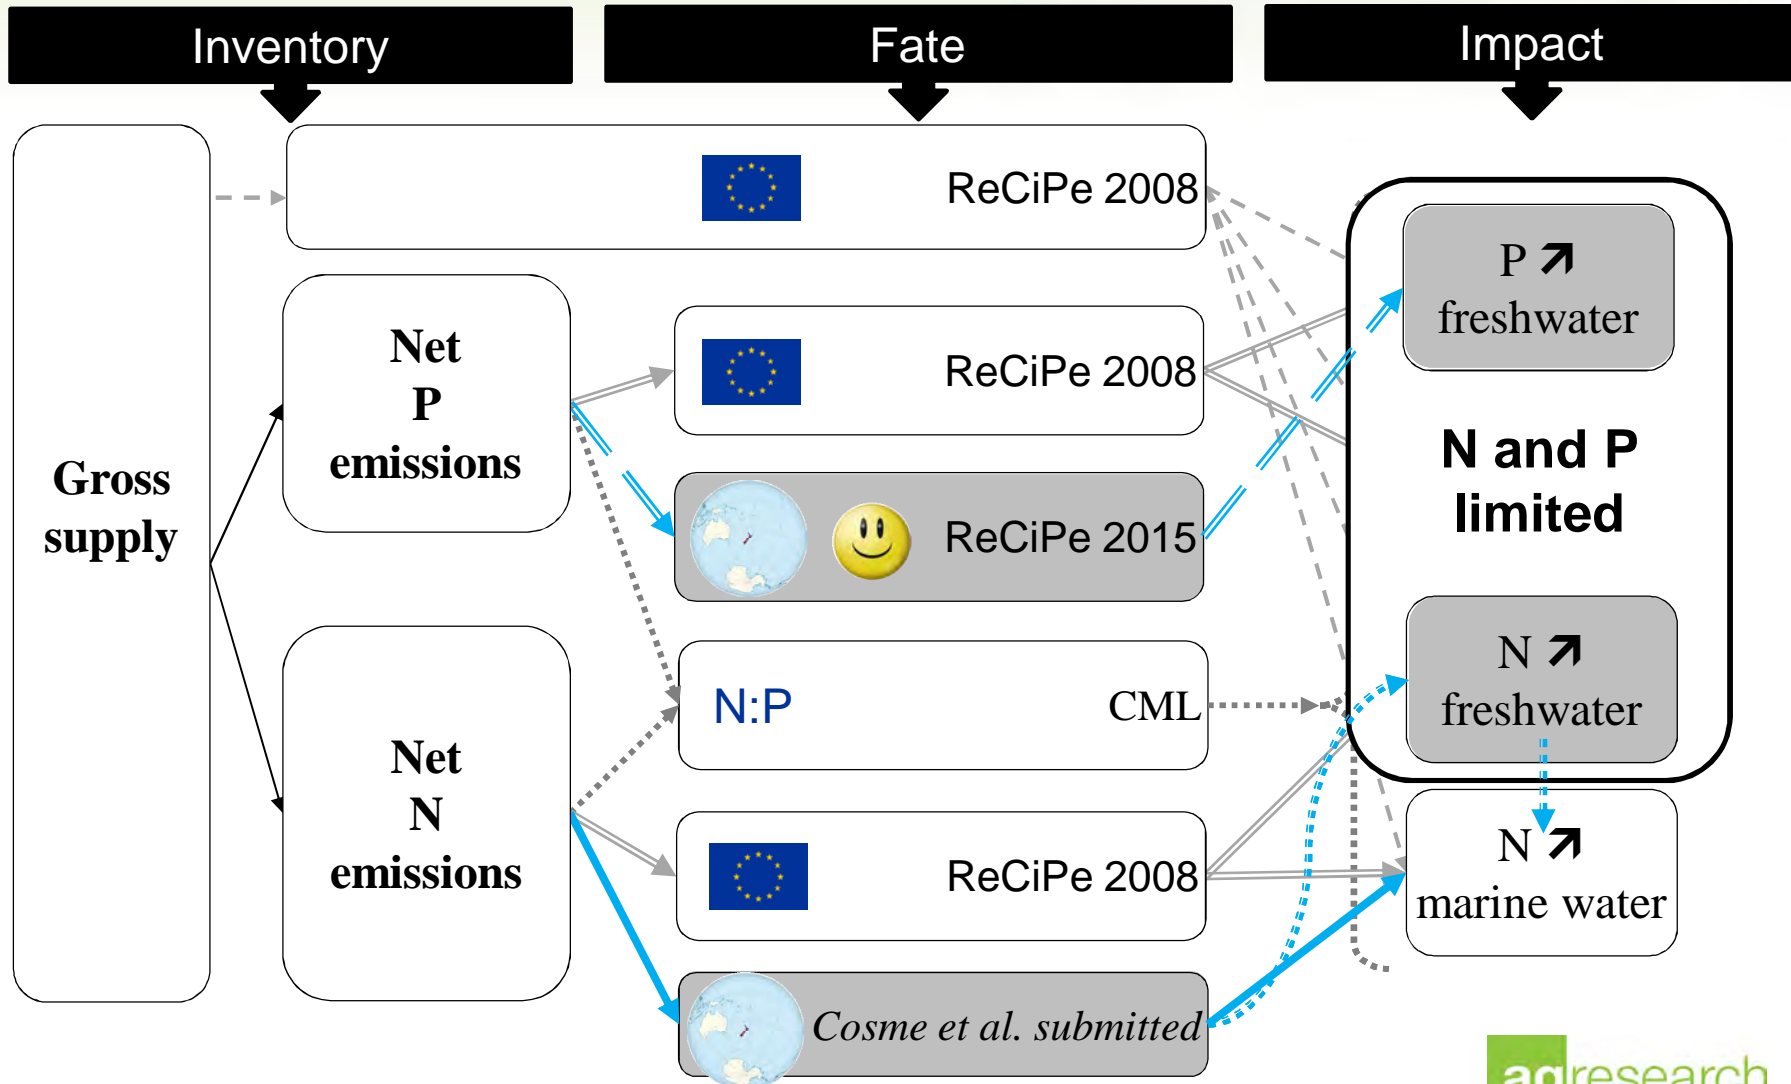 Inventory
Fate
Impact
Gross
supply
Net
P
emissions
Net
N
emissions
ReCiPe 2008
ReCiPe 2008
ReCiPe 2015
N:P
CML
ReCiPe 2008
Cosme et al. submitted
P ↗
freshwater
N and P
limited
N ↗
freshwater
N ↗
marine water
agresearch